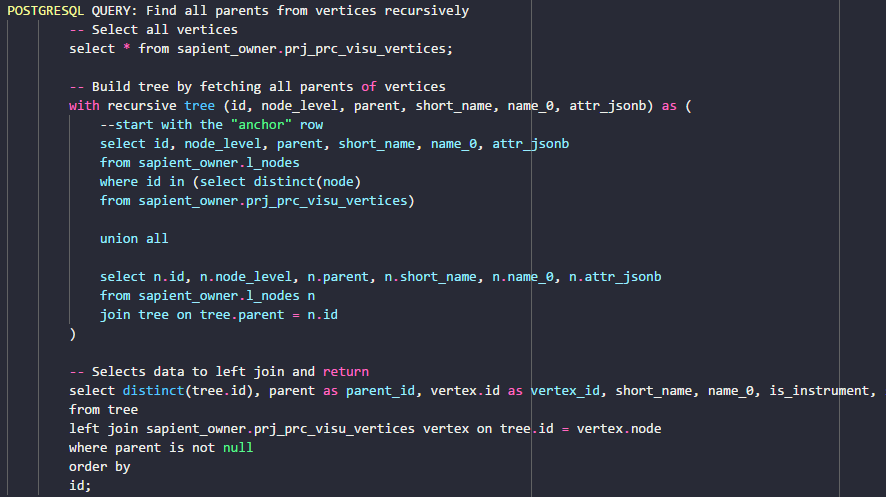 POSTGRESQL QUERY: Find all parents from vertices recursively
-- Select all vertices
select * from sapient_owner.prj_prc_visu_vertices;
-- Build tree by fetching all parents of vertices
with recursive tree (id, node_level, parent, short_name, name_0, attr_jsonb) as (
--start with the "anchor" row
select id, node_level, parent, short_name, name_0, attr_jsonb
from sapient_owner.l_nodes
where id in (select distinct(node)
from sapient_owner.prj_prc_visu_vertices)
union all
select n.id, n.node_level, n.parent, n.short_name, n.name_0, n.attr_jsonb
from sapient_owner.l_nodes n
join tree on tree.parent = n.id
)
-- Selects data to left join and return
select distinct(tree.id), parent as parent_id, vertex.id as vertex_id, short_name, name_0, is_instrument,
from tree
left join sapient_owner.prj_prc_visu_vertices vertex on tree.id = vertex.node
where parent is not null
order by
id;